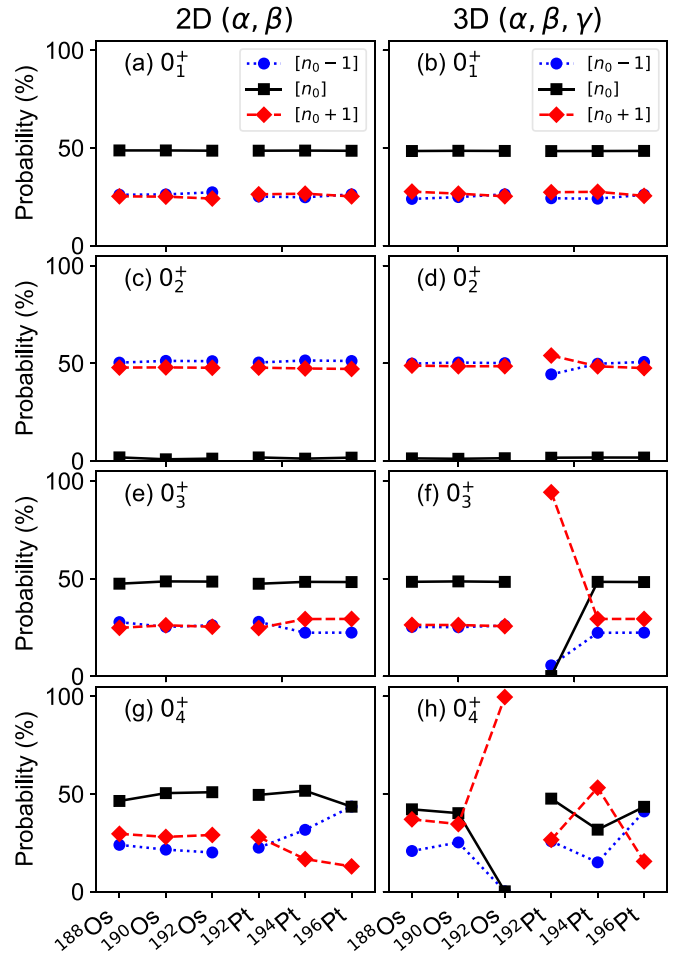 2D (α, β)
3D (α, β, γ)
Probability (%)
100
50
0
(a) 0₁⁺
[n₀ − 1]
[n₀]
[n₀ + 1]
(b) 0₁⁺
[n₀ − 1]
[n₀]
[n₀ + 1]
Probability (%)
100
50
0
(c) 0₂⁺
(d) 0₂⁺
Probability (%)
100
50
0
(e) 0₃⁺
(f) 0₃⁺
Probability (%)
100
50
0
(g) 0₄⁺
(h) 0₄⁺
¹⁸⁸Os
¹⁹⁰Os
¹⁹²Os
¹⁹²Pt
¹⁹⁴Pt
¹⁹⁶Pt
¹⁸⁸Os
¹⁹⁰Os
¹⁹²Os
¹⁹²Pt
¹⁹⁴Pt
¹⁹⁶Pt